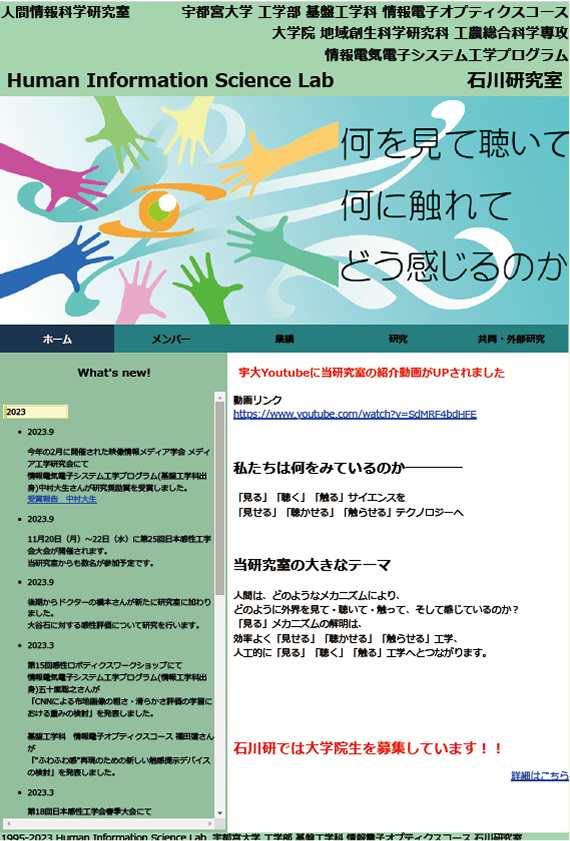 人間情報科学研究室
宇都宮大学 工学部 基盤工学科 情報電子オプティクスコース
大学院 地域創生科学研究科 工農総合科学専攻
情報電気電子システム工学プログラム
Human Information Science Lab
石川研究室
何を見て聴いて
何に触れて
どう感じるのか
ホーム
メンバー
業績
研究
共同・外部研究
What's new!
2023
2023.9
今年の2月に開催された映像情報メディア学会 メディ
ア工学研究会にて
情報電気電子システム工学プログラム(基盤工学科出
身)中村大生さんが研究奨励賞を受賞しました。
受賞報告 中村大生
2023.9
11月20日（月）～22日（水）に第25回日本感性工学
会大会が開催されます。
当研究室からも数名が参加予定です。
2023.9
後期からドクターの橋本さんが新たに研究室に加わり
ました。
大谷石に対する感性評価について研究を行います。
2023.3
第15回感性ロボティクスワークショップにて
情報電気電子システム工学プログラム(情報工学科出
身)五十嵐聡之さんが
「CNNによる布地画像の粗さ・滑らかさ評価の学習に
おける重みの検討」を発表しました。
基盤工学科 情報電子オプティクスコース 福田蓮さん
が
「"ふわふわ感"再現のための新しい触感提示デバイス
の検討」を発表しました。
2023.3
第18回日本感性工学会春季大会にて
宇大Youtubeに当研究室の紹介動画がUPされました
動画リンク
https://www.youtube.com/watch?v=SdMRF4bdHFE
私たちは何をみているのか――――
「見る」「聴く」「触る」サイエンスを
「見せる」「聴かせる」「触らせる」テクノロジーへ
当研究室の大きなテーマ
人間は、どのようなメカニズムにより、
どのように外界を見て・聴いて・触って、そして感じているのか？
「見る」メカニズムの解明は、
効率よく「見せる」「聴かせる」「触らせる」工学、
人工的に「見る」「聴く」「触る」工学へとつながります。
石川研では大学院生を募集しています！！
詳細はこちら
1995-2023 Human Information Science Lab. 宇都宮大学 工学部 基盤工学科 情報電子オプティクスコース 石川研究室